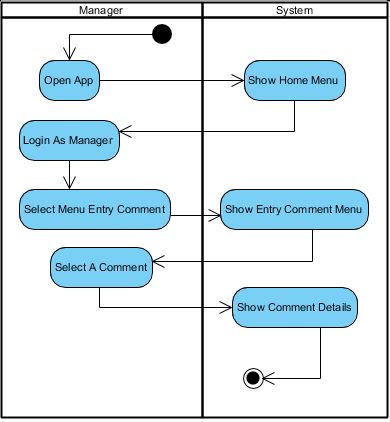 Manager
System
Open App
Show Home Menu
Login As Manager
Select Menu Entry Comment
Show Entry Comment Menu
Select A Comment
Show Comment Details